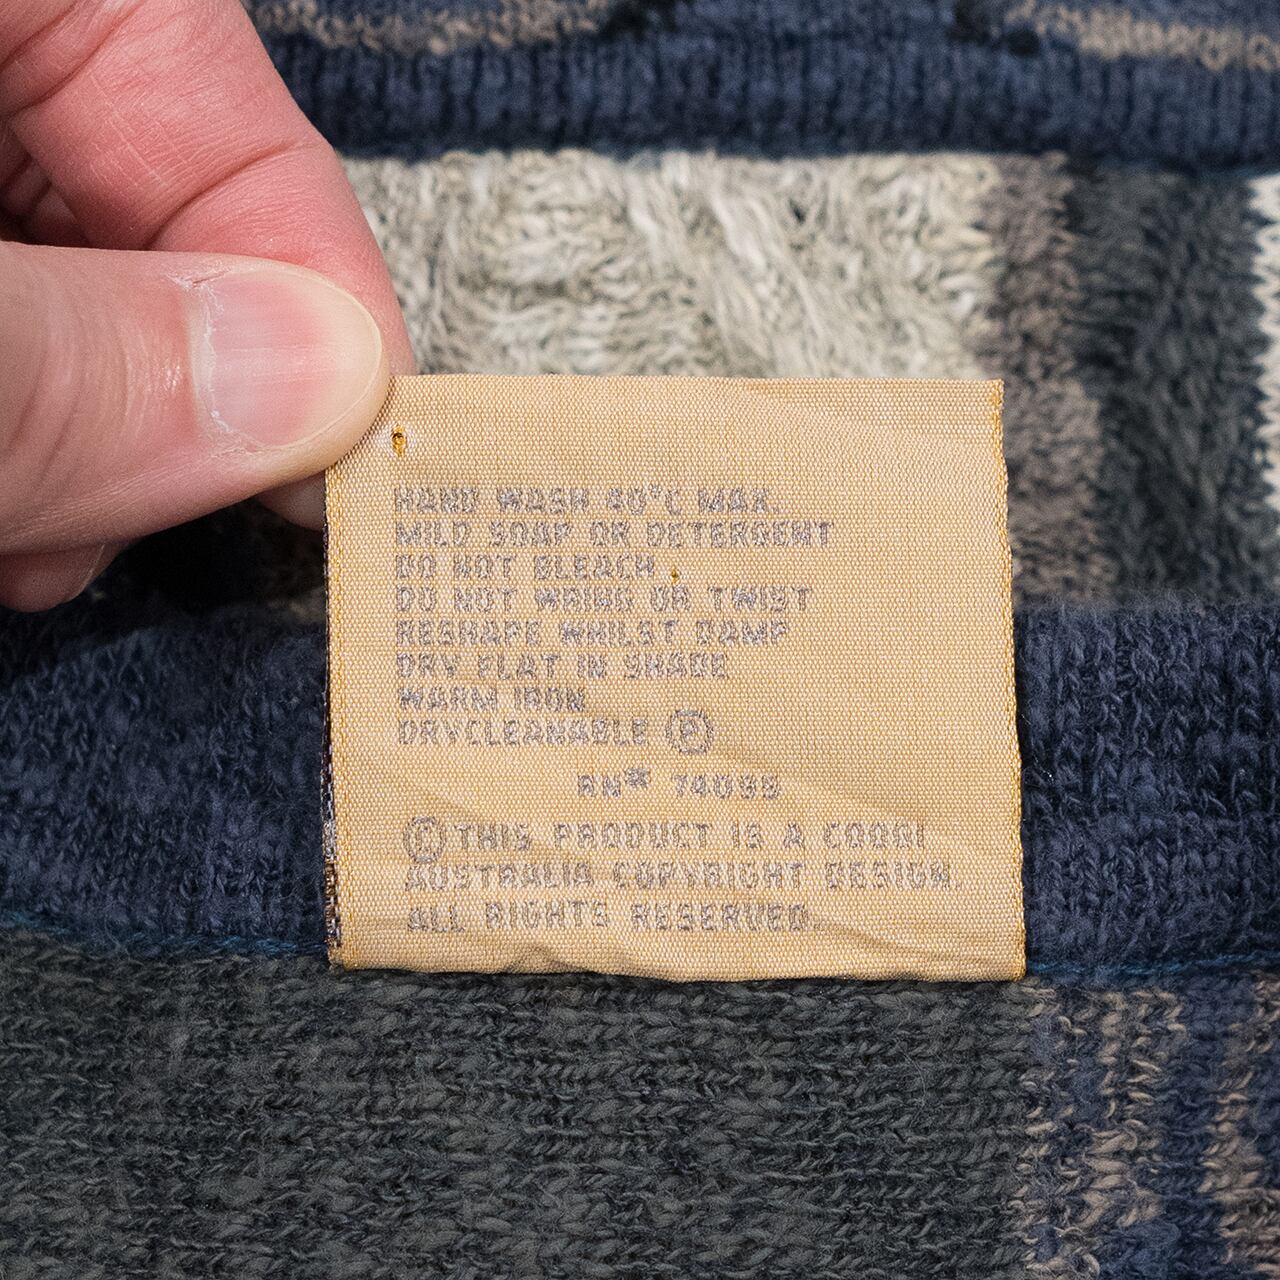 HAND WASH 40°C MAX.
MILD SOAP OR DETERGENT
DO NOT BLEACH
DO NOT WRING OR TWIST
RESHAPE WHILST DAMP
DRY FLAT IN SHADE
WARM IRON
DRYCLEANABLE Ⓟ
RN# 74095
© THIS PRODUCT IS A COOGI
AUSTRALIA COPYRIGHT DESIGN.
ALL RIGHTS RESERVED.